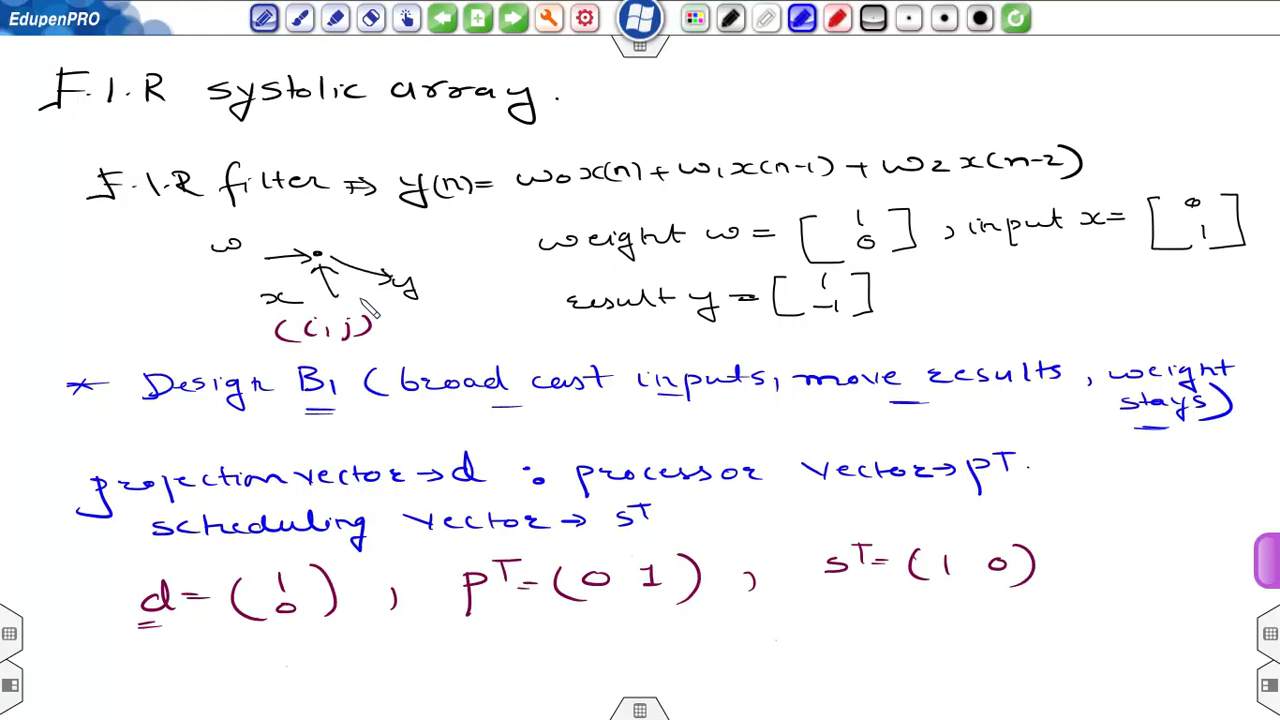 EdupenPRO
F.I.R systolic array.
F.I.R filter ⇒ y(n)= w0x(n)+w1x(n-1)+w2x(n-2)
w
x
y
(i,j)
weight w = [1 0], input x= [0 1]
result y = [1 -1]
* Design B1 (broad cast inputs, move results, weight stays)
projection vector → d : processor vector → pT.
scheduling vector → sT
d = (1 0), pT = (0 1), sT = (1 0)